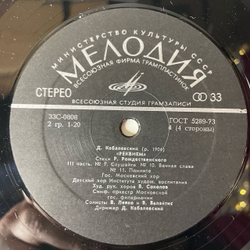 МИНИСТЕРСТВО КУЛЬТУРЫ СССР
МЕЛОДИЯ
ВСЕСОЮЗНАЯ ФИРМА ГРАМПЛАСТИНОК
СТЕРЕО
33
ВСЕСОЮЗНАЯ СТУДИЯ ГРАМЗАПИСИ
33С-0808
2 гр. 1-20
ГОСТ 5289-73
4 (4 стороны)
Д. Кабалевский (р. 1904)
«РЕКВИЕМ»
Стихи Р. Рождественского
III часть: № 9. Слушайте № 10. Вечная слава
№ 11. Помните
Гос. Московский хор
Детский хор Института худож. воспитания
Худ. рук. хоров В. Соколов
Симф. оркестр Московской
гос. филармонии
Солисты: В. Левко и В. Валайтис
Дирижер Д. Кабалевский